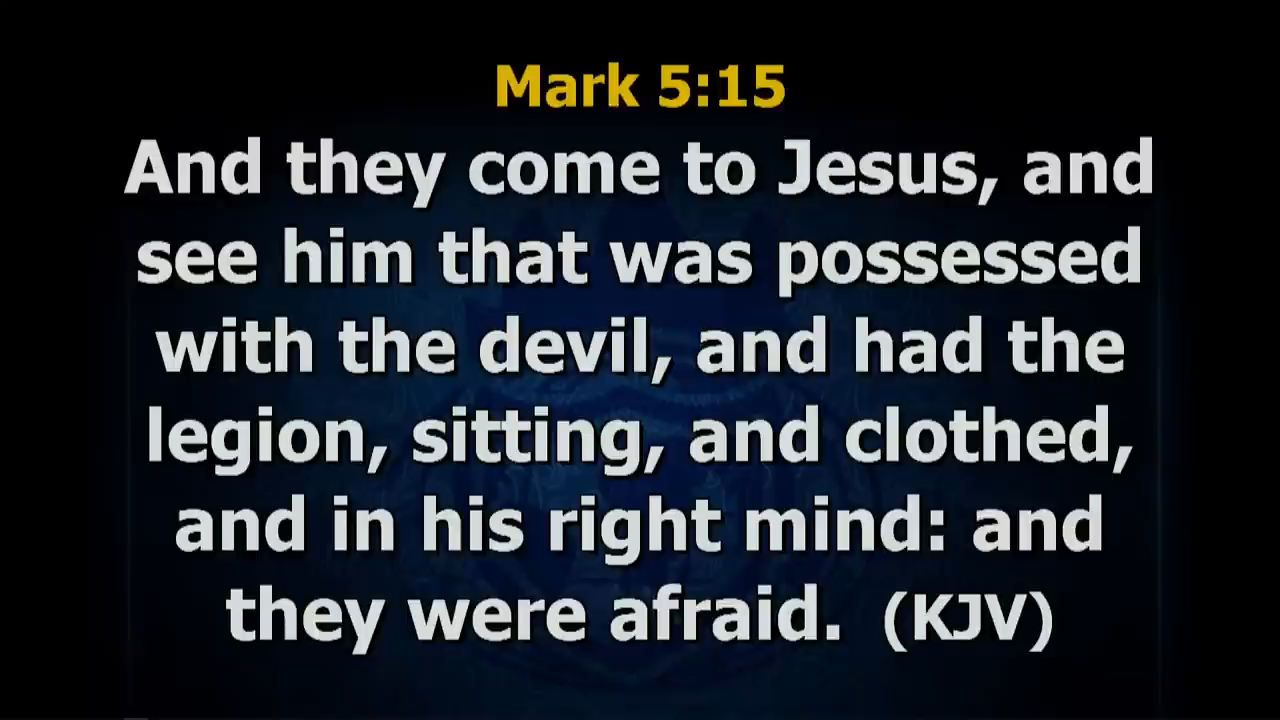 Mark 5:15
And they come to Jesus, and
see him that was possessed
with the devil, and had the
legion, sitting, and clothed,
and in his right mind: and
they were afraid. (KJV)